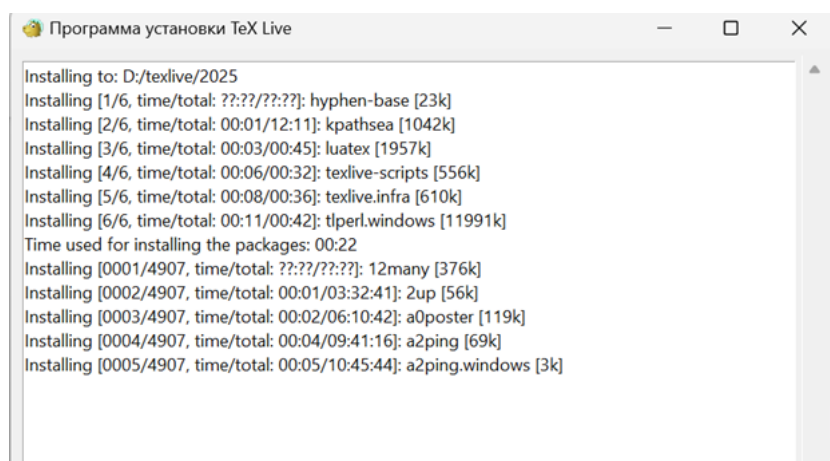 Программа установки TeX Live
Installing to: D:/texlive/2025
Installing [1/6, time/total: ??:??/??:??]: hyphen-base [23k]
Installing [2/6, time/total: 00:01/12:11]: kpathsea [1042k]
Installing [3/6, time/total: 00:03/00:45]: luatex [1957k]
Installing [4/6, time/total: 00:06/00:32]: texlive-scripts [556k]
Installing [5/6, time/total: 00:08/00:36]: texlive.infra [610k]
Installing [6/6, time/total: 00:11/00:42]: tlperl.windows [11991k]
Time used for installing the packages: 00:22
Installing [0001/4907, time/total: ??:??/??:??]: 12many [376k]
Installing [0002/4907, time/total: 00:01/03:32:41]: 2up [56k]
Installing [0003/4907, time/total: 00:02/06:10:42]: a0poster [119k]
Installing [0004/4907, time/total: 00:04/09:41:16]: a2ping [69k]
Installing [0005/4907, time/total: 00:05/10:45:44]: a2ping.windows [3k]